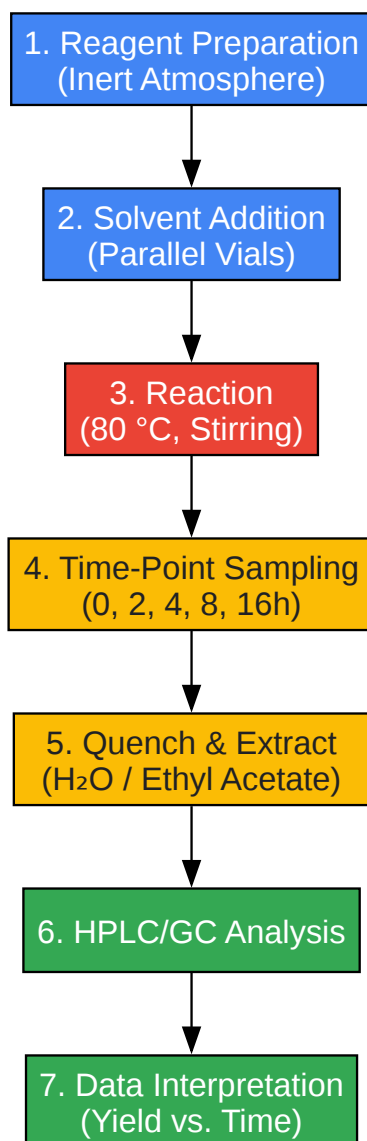 1. Reagent Preparation
(Inert Atmosphere)
2. Solvent Addition
(Parallel Vials)
3. Reaction
(80 °C, Stirring)
4. Time-Point Sampling
(0, 2, 4, 8, 16h)
5. Quench & Extract
(H₂O / Ethyl Acetate)
6. HPLC/GC Analysis
7. Data Interpretation
(Yield vs. Time)